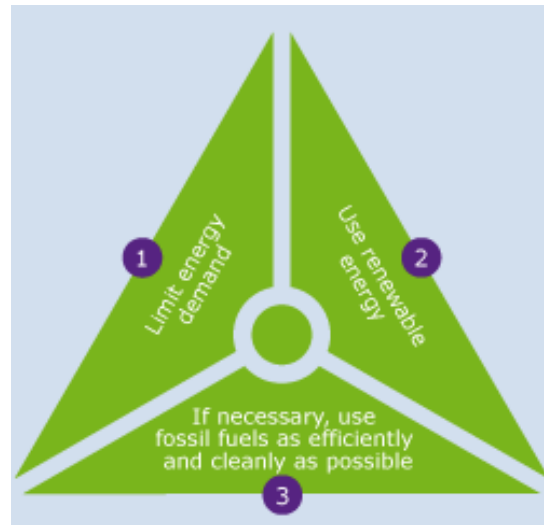 1
Limit energy
demand
2
Use renewable
energy
If necessary, use
fossil fuels as efficiently
and cleanly as possible
3